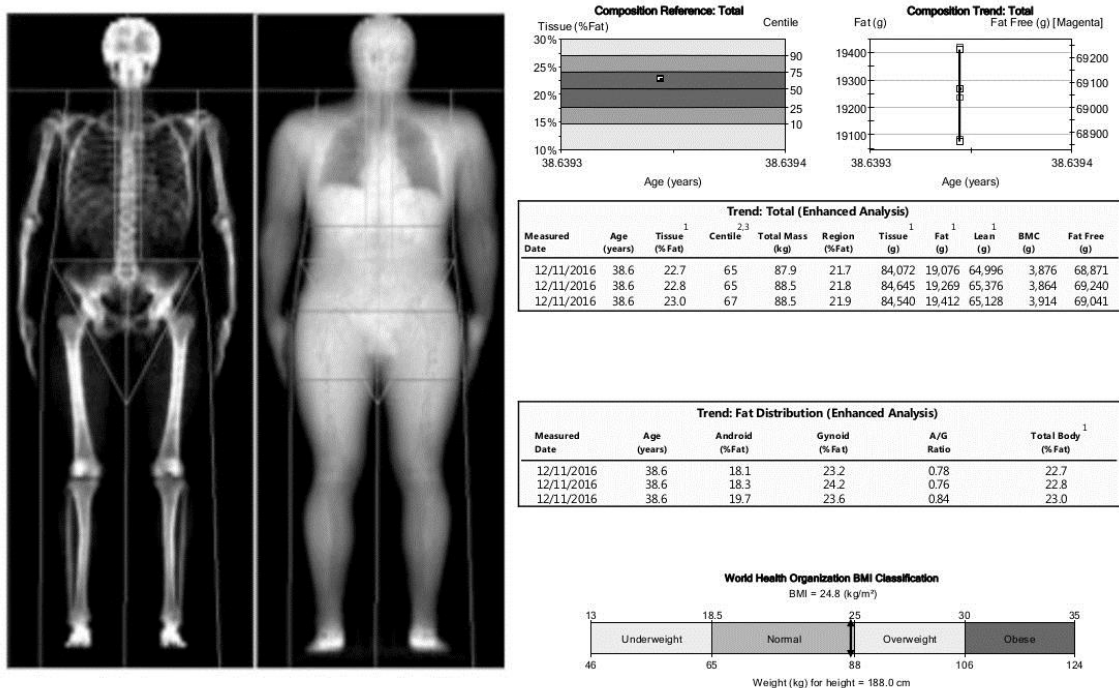 Composition Reference: Total
Tissue (%Fat) Centile
30%
25%
20%
15%
10%
90
75
50
25
10
38.6393 38.6394
Age (years)
Composition Trend: Total
Fat (g) Fat Free (g) [Magenta]
19400
19300
19200
19100
69200
69100
69000
68900
38.6393 38.6394
Age (years)
Trend: Total (Enhanced Analysis)
Measured Age Tissue 1 Centile 2,3 Total Mass Region Tissue 1 Fat 1 Lean 1 BMC Fat Free
Date (years) (%Fat) (kg) (%Fat) (g) (g) (g) (g) (g)
12/11/2016 38.6 22.7 65 87.9 21.7 84,072 19,076 64,996 3,876 68,871
12/11/2016 38.6 22.8 65 88.5 21.8 84,645 19,269 65,376 3,864 69,240
12/11/2016 38.6 23.0 67 88.5 21.9 84,540 19,412 65,128 3,914 69,041
Trend: Fat Distribution (Enhanced Analysis)
Measured Age Android Gynoid A/G Total Body 1
Date (years) (%Fat) (%Fat) Ratio (%Fat)
12/11/2016 38.6 18.1 23.2 0.78 22.7
12/11/2016 38.6 18.3 24.2 0.76 22.8
12/11/2016 38.6 19.7 23.6 0.84 23.0
World Health Organization BMI Classification
BMI = 24.8 (kg/m²)
13 18.5 25 30 35
Underweight Normal Overweight Obese
46 65 88 106 124
Weight (kg) for height = 188.0 cm